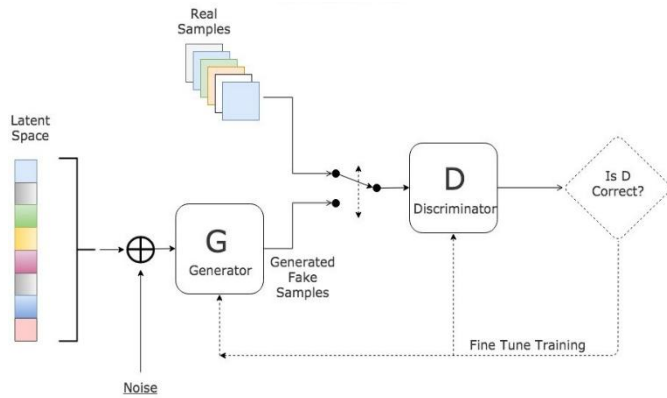 Real
Samples
Latent
Space
Is D
Correct?
D
Discriminator
G
Generator
Generated
Fake
Samples
Fine Tune Training
Noise